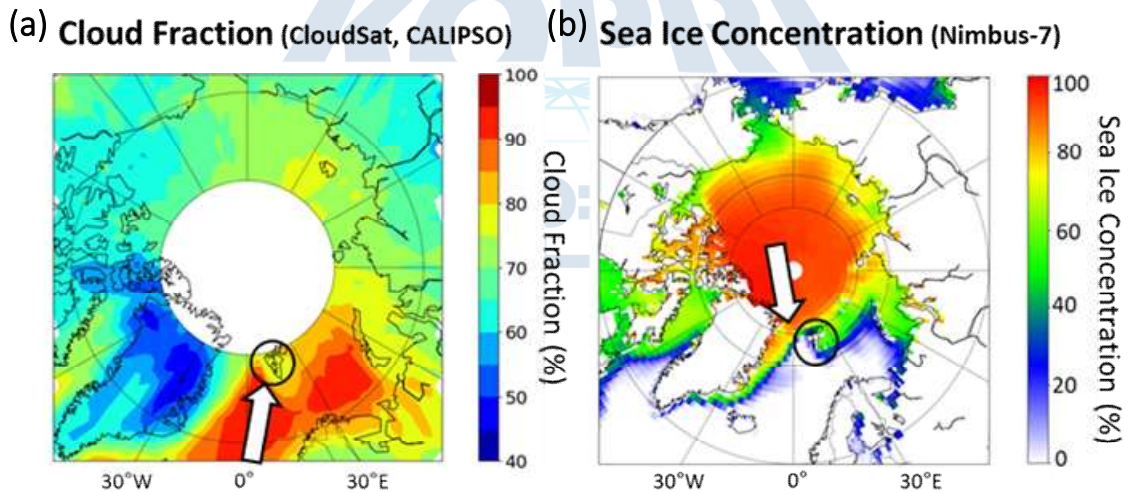 KOPRI
(a) Cloud Fraction (CloudSat, CALIPSO)
100
90
80
70
60
50
40
Cloud Fraction (%)
30°W 0° 30°E
(b) Sea Ice Concentration (Nimbus-7)
100
80
60
40
20
0
Sea Ice Concentration (%)
30°W 0° 30°E